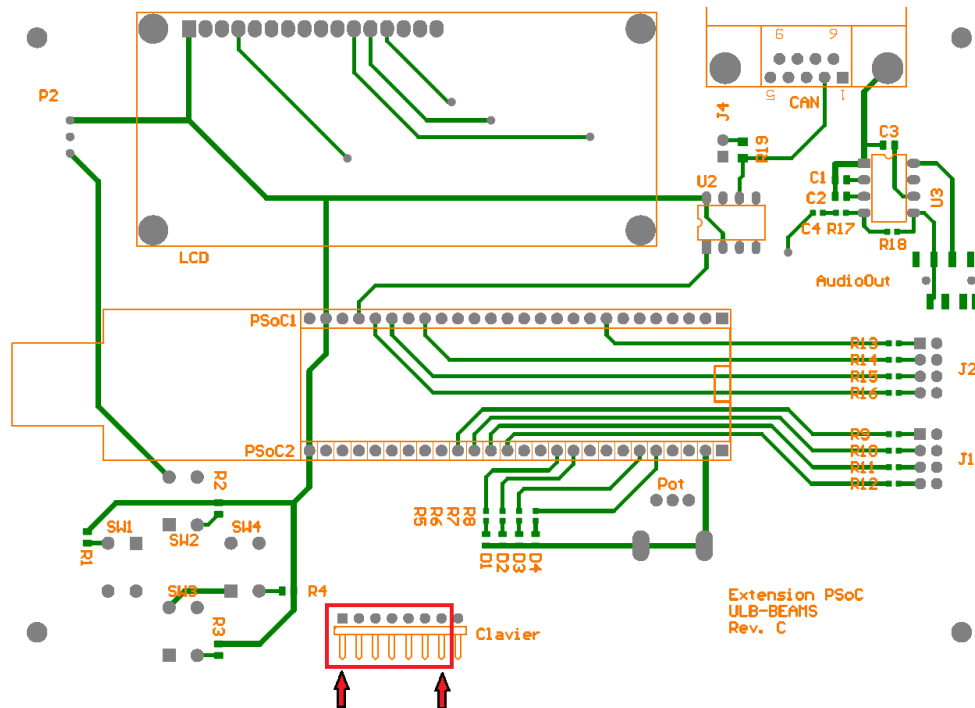 P2
9
6
5
1
CAN
J4
R19
C3
C1
C2
U3
U2
C4
R17
R18
LCD
AudioOut
PSoC1
R13
R14
R15
R16
J2
PSoC2
R9
R10
R11
R12
J1
R2
Pot
R5
R6
R7
R8
SW1
SW2
SW4
R1
D1
D2
D3
D4
SW3
R4
R3
Clavier
Extension PSoC
ULB-BEAMS
Rev. C